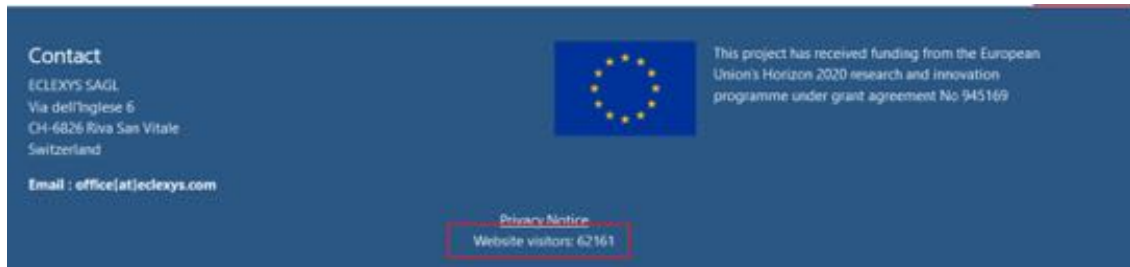 Contact
ECLEXYS SAGL
Via dell'Inglese 6
CH-6826 Riva San Vitale
Switzerland
Email : office[at]eclexys.com
This project has received funding from the European
Union's Horizon 2020 research and innovation
programme under grant agreement No 945169
Privacy Notice
Website visitors: 62161